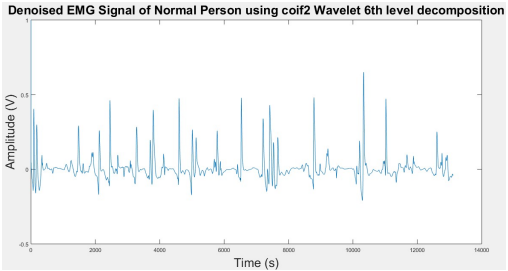 Denoised EMG Signal of Normal Person using coif2 Wavelet 6th level decomposition
1
0.5
0
-0.5
Amplitude (V)
0 2000 4000 6000 8000 10000 12000 14000
Time (s)